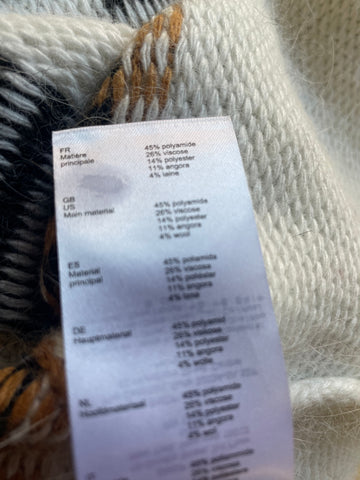 FR 45% polyamide
Matière 26% viscose
principale 14% polyester
11% angora
4% laine
GB
US 45% polyamide
Main material 26% viscose
14% polyester
11% angora
4% wool
ES 45% poliamida
Material 26% viscosa
principal 14% poliéster
11% angora
4% lana
DE 45% polyamid
Hauptmaterial 26% viskose
14% polyester
11% angora
4% wolle
NL 45% polyamide
Hoofdmateriaal 26% viscose
14% polyester
11% angora
4% wol